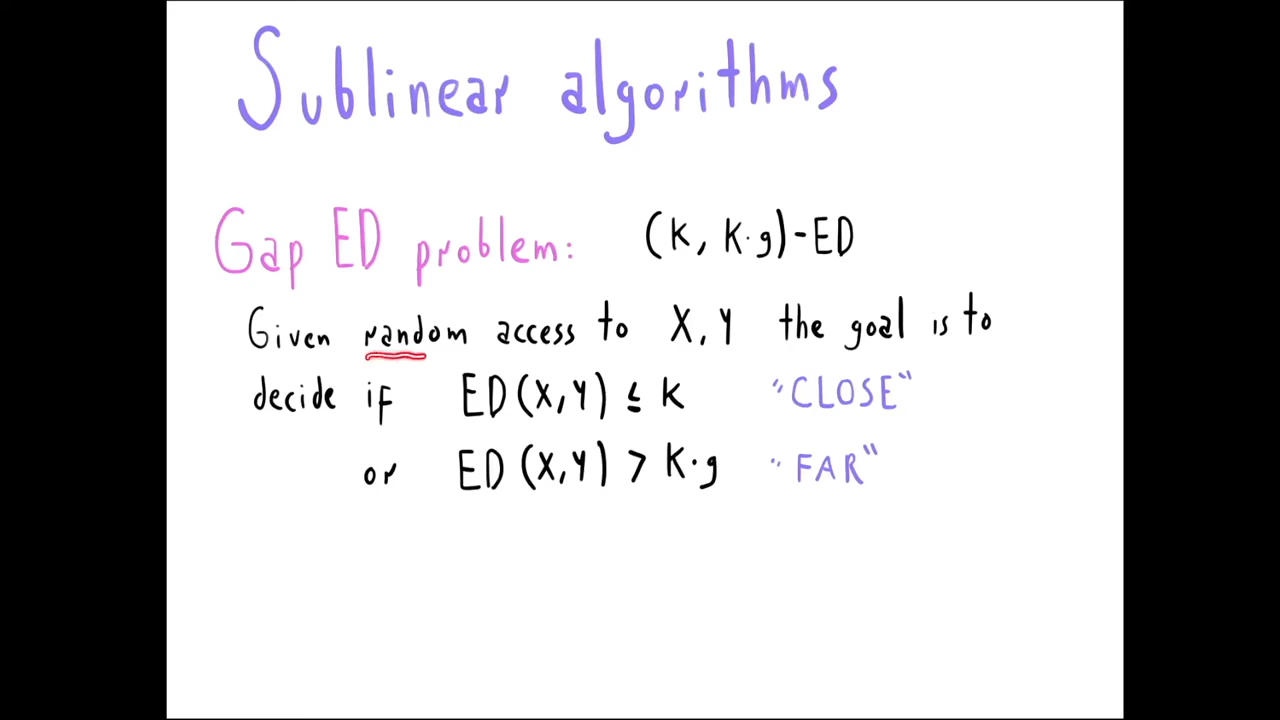 Sublinear algorithms
Gap ED problem: (K, K·g)-ED
Given random access to X, Y the goal is to
decide if ED(X,Y) ≤ K "CLOSE"
or ED(X,Y) > K·g "FAR"